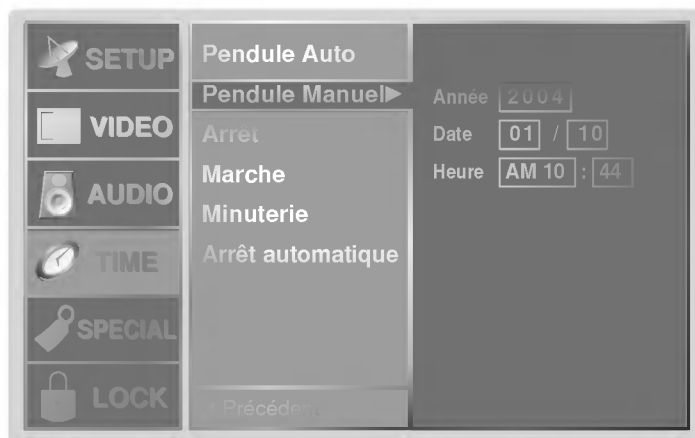 SETUP
VIDEO
AUDIO
TIME
SPECIAL
LOCK
Pendule Auto
Pendule Manuel▶
Arrêt
Marche
Minuterie
Arrêt automatique
Précédent
Année 2004
Date 01 / 10
Heure AM 10 : 44